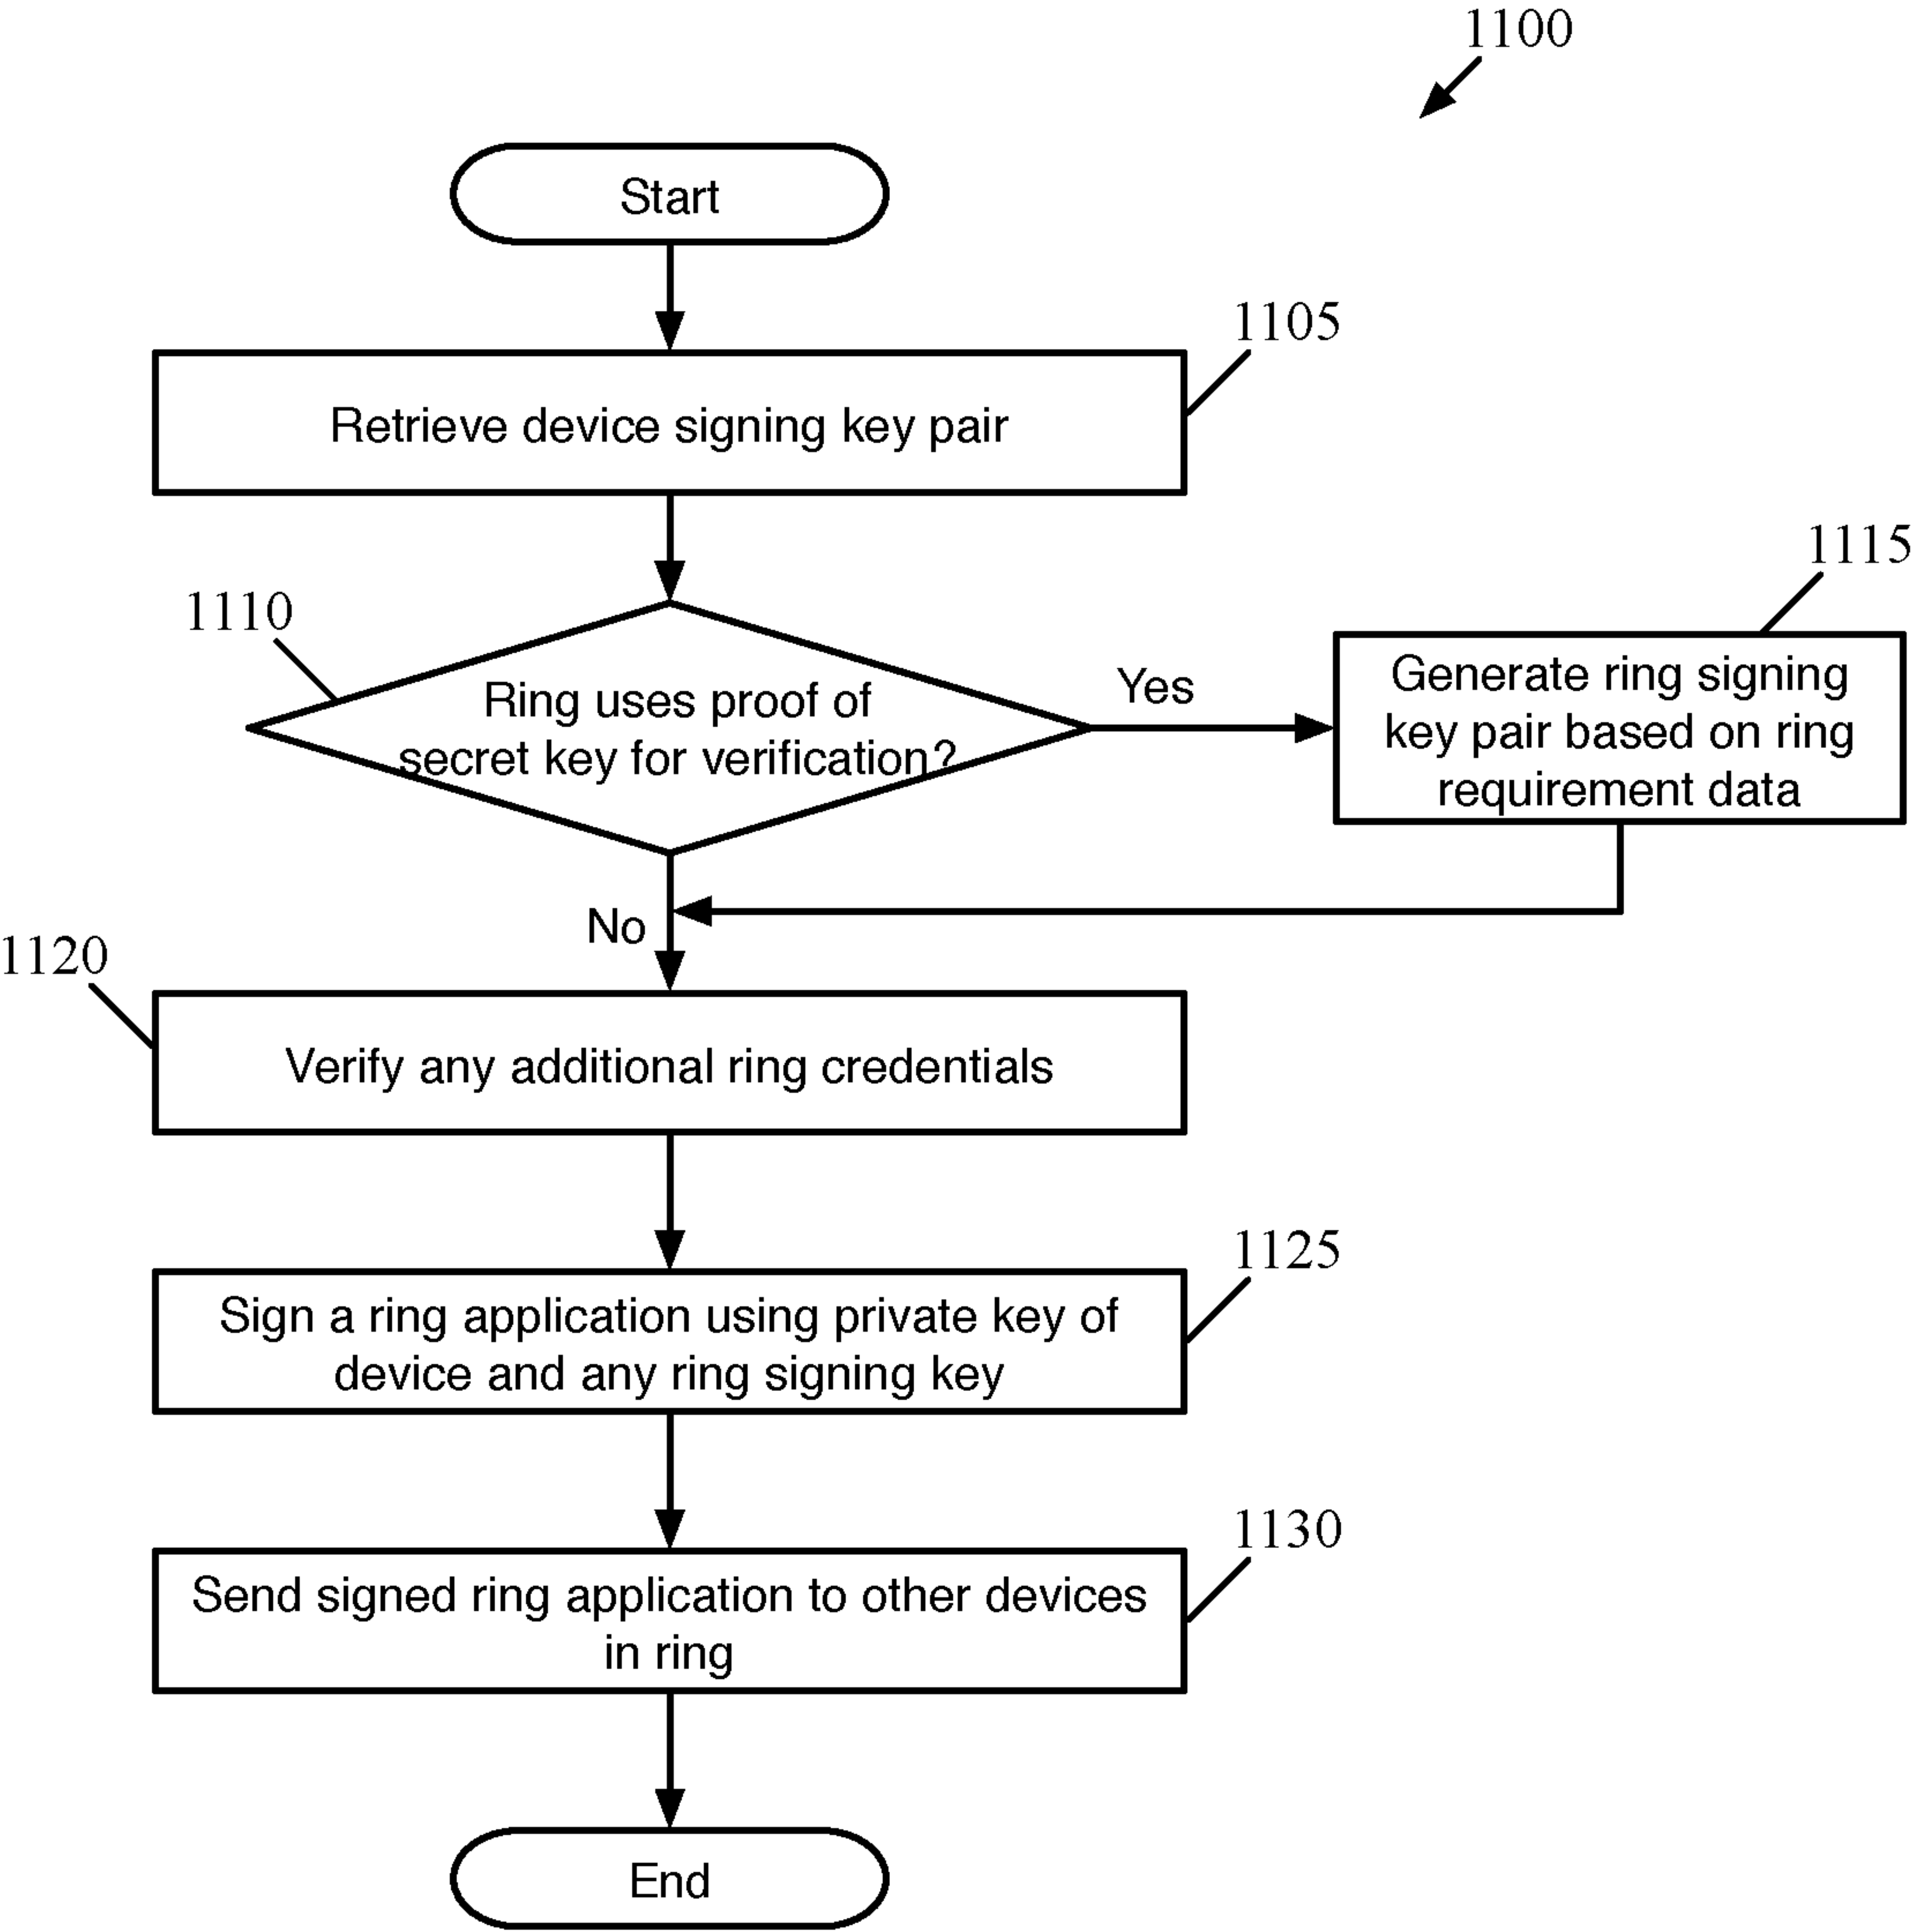 1100
Start
1105
Retrieve device signing key pair
1110
1115
Ring uses proof of
secret key for verification?
Yes
Generate ring signing
key pair based on ring
requirement data
No
1120
Verify any additional ring credentials
1125
Sign a ring application using private key of
device and any ring signing key
1130
Send signed ring application to other devices
in ring
End